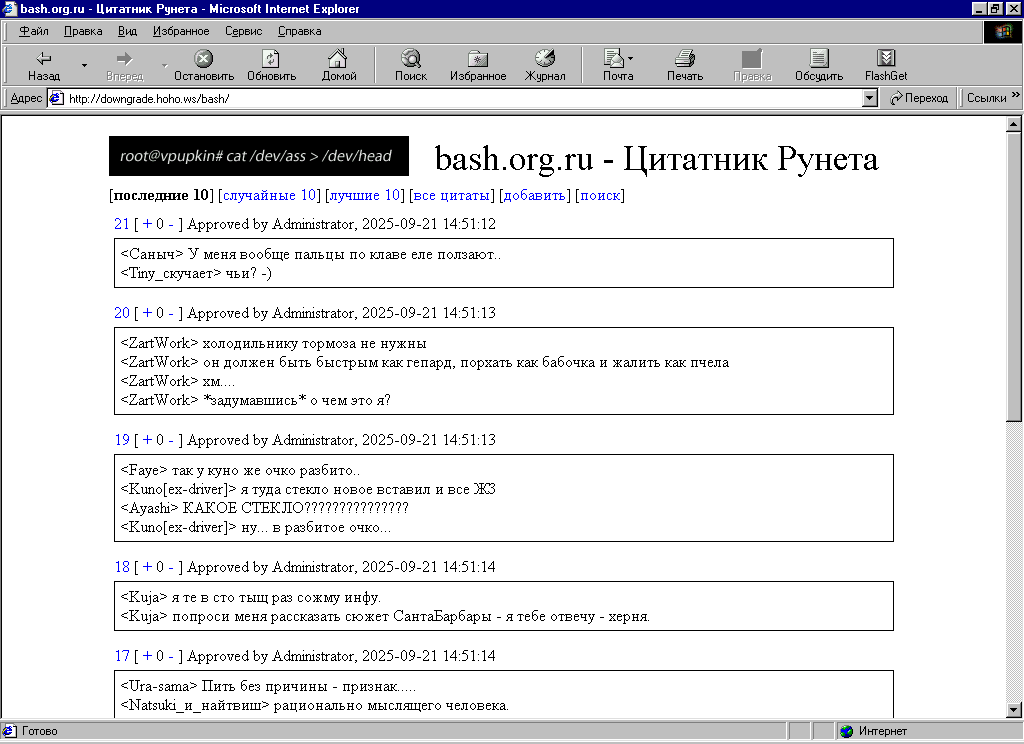 bash.org.ru - Цитатник Рунета - Microsoft Internet Explorer
Файл Правка Вид Избранное Сервис Справка
Назад Вперед Остановить Обновить Домой Поиск Избранное Журнал Почта Печать Правка Обсудить FlashGet
Адрес http://downgrade.hoho.ws/bash/ Переход Ссылки »
root@vpupkin# cat /dev/ass > /dev/head
bash.org.ru - Цитатник Рунета
[последние 10] [случайные 10] [лучшие 10] [все цитаты] [добавить] [поиск]
21 [ + 0 - ] Approved by Administrator, 2025-09-21 14:51:12
<Саныч> У меня вообще пальцы по клаве еле ползают..
<Tiny_скучает> чьи? -)
20 [ + 0 - ] Approved by Administrator, 2025-09-21 14:51:13
<ZartWork> холодильнику тормоза не нужны
<ZartWork> он должен быть быстрым как гепард, порхать как бабочка и жалить как пчела
<ZartWork> хм....
<ZartWork> *задумавшись* о чем это я?
19 [ + 0 - ] Approved by Administrator, 2025-09-21 14:51:13
<Faye> так у куно же очко разбито..
<Kuno[ex-driver]> я туда стекло новое вставил и все ЖЗ
<Ayashi> КАКОЕ СТЕКЛО???????????????
<Kuno[ex-driver]> ну... в разбитое очко...
18 [ + 0 - ] Approved by Administrator, 2025-09-21 14:51:14
<Kuja> я те в сто тыщ раз сожму инфу.
<Kuja> попроси меня рассказать сюжет СантаБарбары - я тебе отвечу - херня.
17 [ + 0 - ] Approved by Administrator, 2025-09-21 14:51:14
<Ura-sama> Пить без причины - признак.....
<Natsuki_и_найтвиш> рационально мыслящего человека.
Готово Интернет